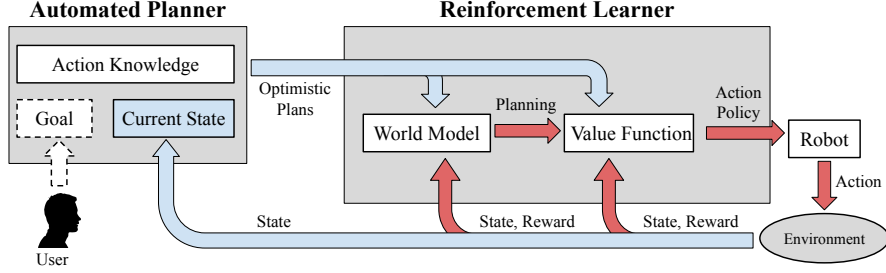 Automated Planner
Reinforcement Learner
Action Knowledge
Goal
Current State
Optimistic
Plans
World Model
Planning
Value Function
Action
Policy
Robot
Action
State
State, Reward
State, Reward
Environment
User